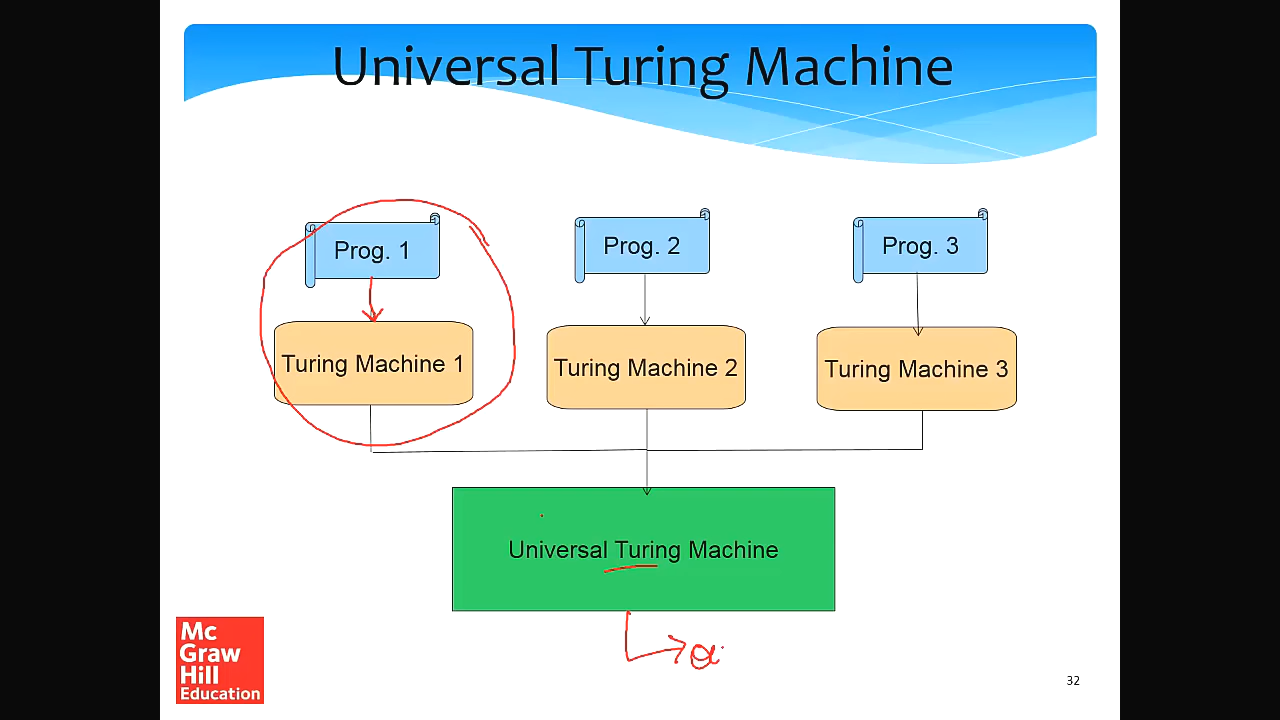 Universal Turing Machine
Prog. 1
Prog. 2
Prog. 3
Turing Machine 1
Turing Machine 2
Turing Machine 3
Universal Turing Machine
Mc
Graw
Hill
Education
32